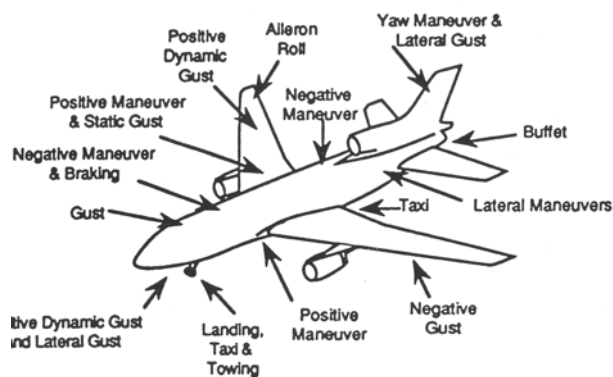 Yaw Maneuver &
Lateral Gust
Aileron
Roll
Positive
Dynamic
Gust
Negative
Maneuver
Positive Maneuver
& Static Gust
Buffet
Negative Maneuver
& Braking
Gust
Taxi
Lateral Maneuvers
Negative
Gust
Positive
Maneuver
Landing,
Taxi &
Towing
Dynamic Gust
Lateral Gust